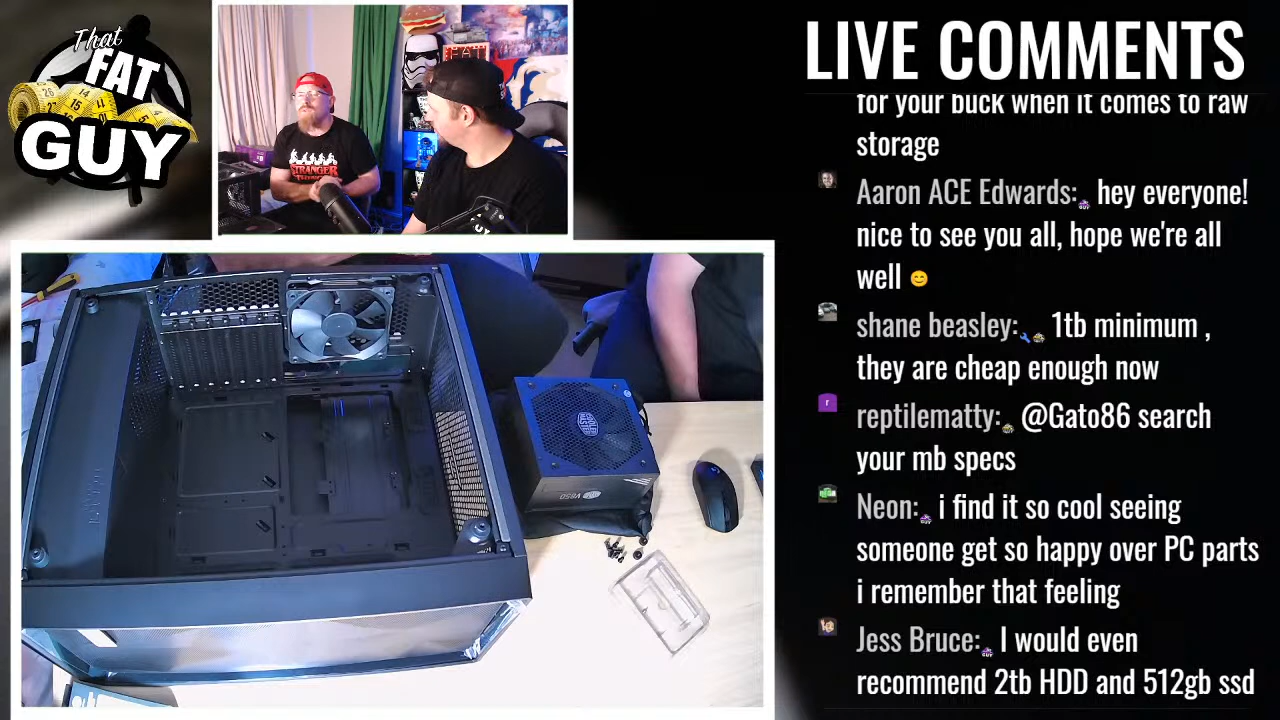 That
FAT
GUY
STRANGER
LIVE COMMENTS
for your buck when it comes to raw
storage
Aaron ACE Edwards: hey everyone!
nice to see you all, hope we're all
well 😊
shane beasley: 1tb minimum ,
they are cheap enough now
reptilematty: @Gato86 search
your mb specs
Neon: i find it so cool seeing
someone get so happy over PC parts
i remember that feeling
Jess Bruce: I would even
recommend 2tb HDD and 512gb ssd
COOLER
MASTER
V850